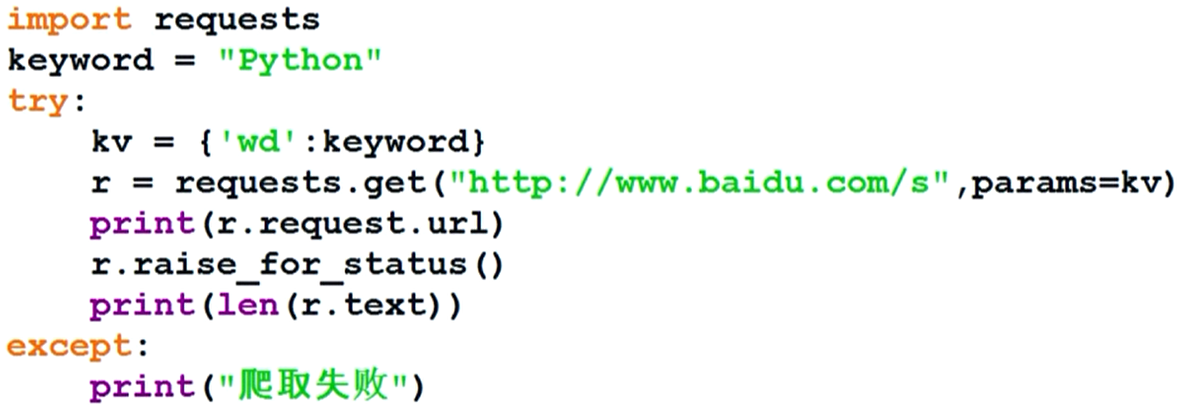 import requests
keyword = "Python"
try:
    kv = {'wd':keyword}
    r = requests.get("http://www.baidu.com/s",params=kv)
    print(r.request.url)
    r.raise_for_status()
    print(len(r.text))
except:
    print("爬取失败")